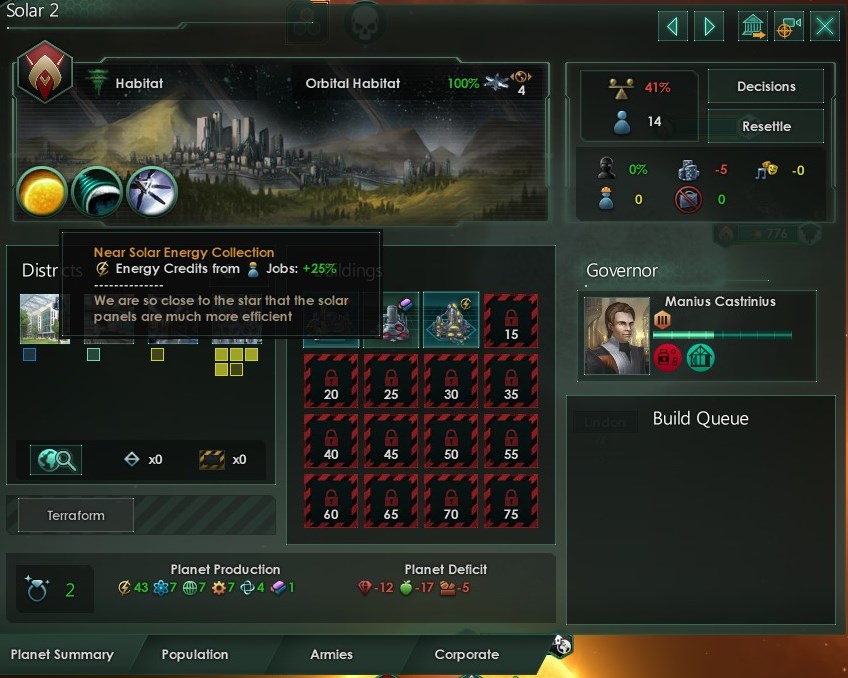 Solar 2
Habitat
Orbital Habitat
100%
4
41%
14
Decisions
Resettle
0%
-5
-0
0
0
776
Near Solar Energy Collection
Energy Credits from Jobs: +25%
--------------
We are so close to the star that the solar
panels are much more efficient
Districts
Buildings
15
20
25
30
35
40
45
50
55
60
65
70
75
x0
x0
Terraform
Governor
Manius Castrinius
III
Build Queue
Planet Production
43
7
7
7
4
1
Planet Deficit
-12
-17
-5
2
Planet Summary
Population
Armies
Corporate